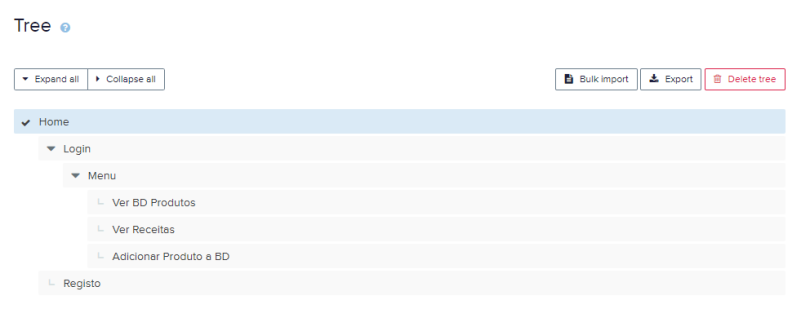 Tree ?
Expand all Collapse all Bulk import Export Delete tree
Home
Login
Menu
Ver BD Produtos
Ver Receitas
Adicionar Produto a BD
Registo